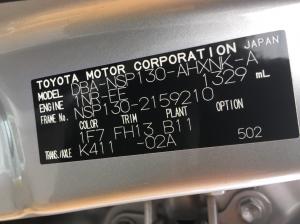 TOYOTA MOTOR CORPORATION JAPAN
DBA-NSP130-AHXNK-A
ENGINE 1NR-FE 1329 mL
FRAME No. NSP130-2159210
COLOR TRIM PLANT OPTION
1F7 FH13 B11
TRANS./AXLE K411 -02A 502